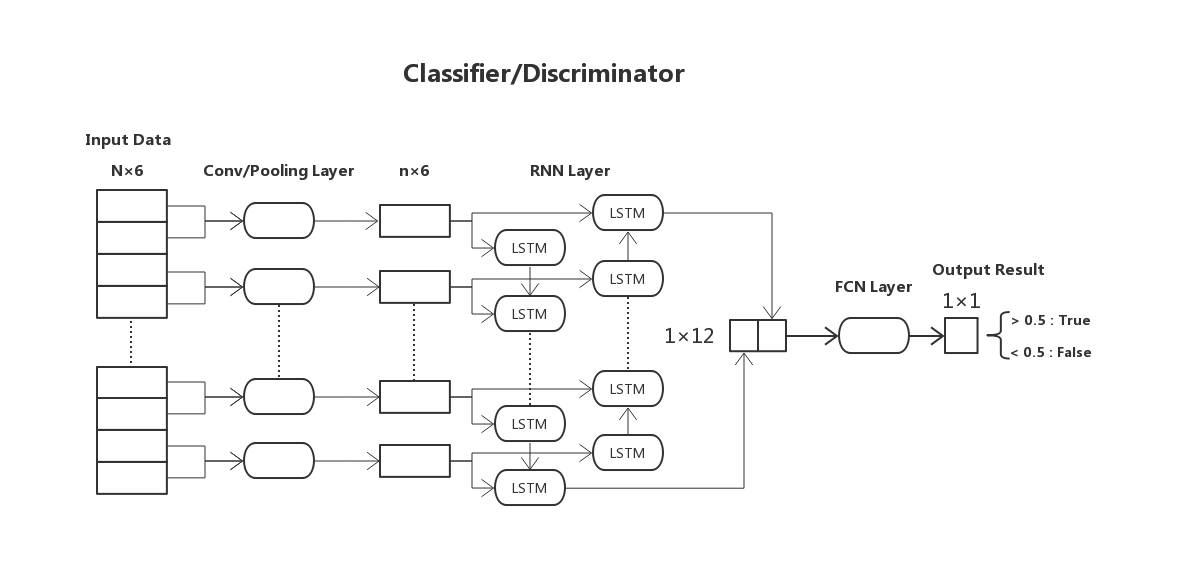 Classifier/Discriminator
Input Data
N×6
Conv/Pooling Layer
n×6
RNN Layer
LSTM
LSTM
LSTM
LSTM
LSTM
LSTM
LSTM
LSTM
1×12
FCN Layer
Output Result
1×1
> 0.5 : True
< 0.5 : False